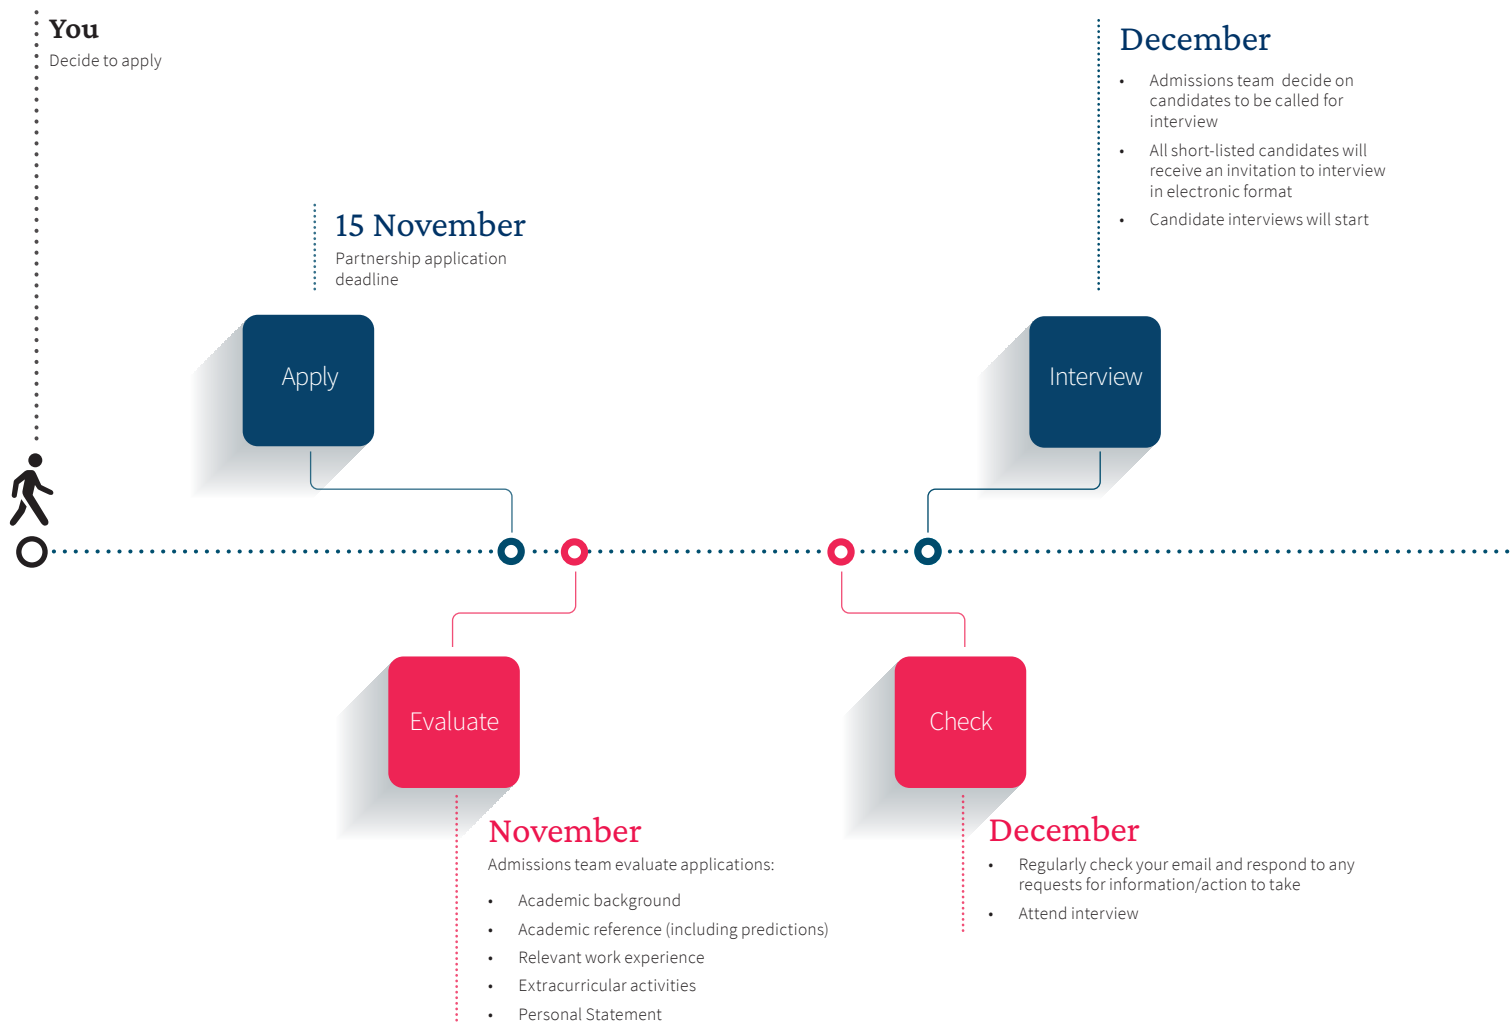 You
Decide to apply
15 November
Partnership application
deadline
Apply
December
• Admissions team decide on
candidates to be called for
interview
• All short-listed candidates will
receive an invitation to interview
in electronic format
• Candidate interviews will start
Interview
Evaluate
November
Admissions team evaluate applications:
• Academic background
• Academic reference (including predictions)
• Relevant work experience
• Extracurricular activities
• Personal Statement
Check
December
• Regularly check your email and respond to any
requests for information/action to take
• Attend interview